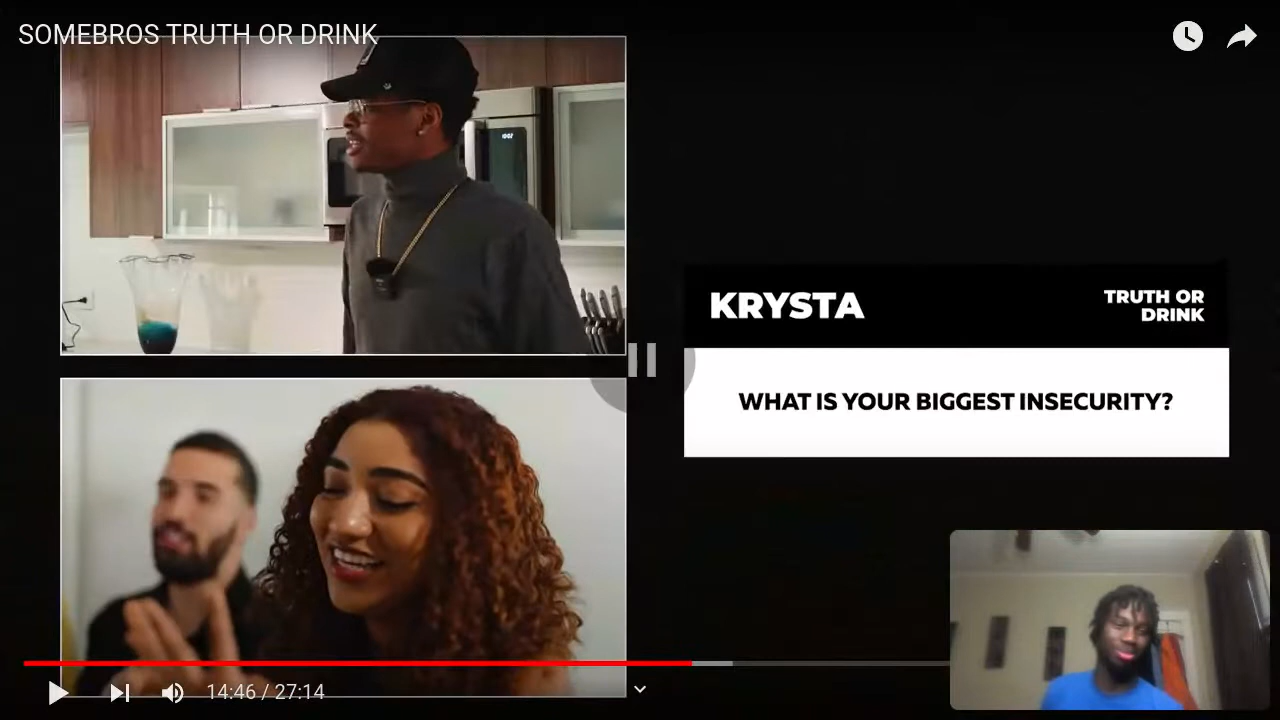 SOMEBROS TRUTH OR DRINK
KRYSTA
TRUTH OR
DRINK
WHAT IS YOUR BIGGEST INSECURITY?
14:46 / 27:14